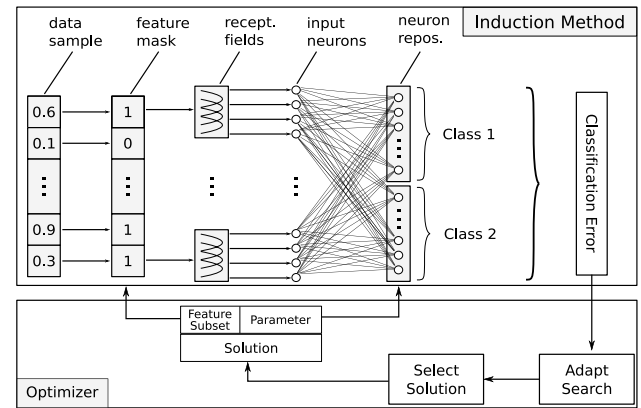 Induction Method
data
sample
feature
mask
recept.
fields
input
neurons
neuron
repos.
0.6
0.1
0.9
0.3
1
0
1
1
Class 1
Class 2
Classification Error
Feature
Subset
Parameter
Solution
Select
Solution
Adapt
Search
Optimizer